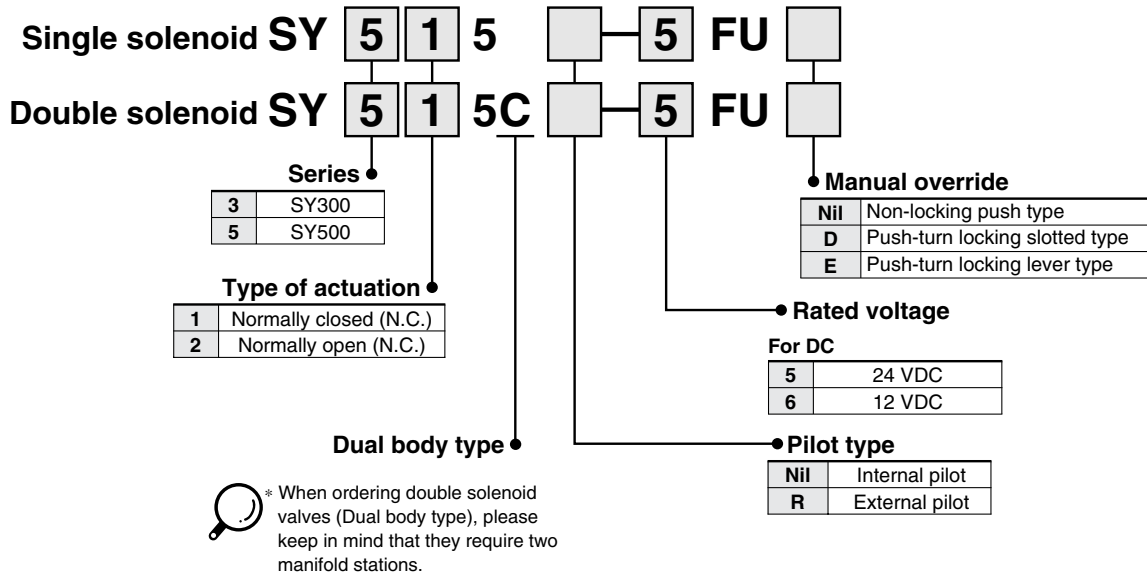 Single solenoid SY 5 1 5 - 5 FU
Double solenoid SY 5 1 5C - 5 FU
Series
3 SY300
5 SY500
Type of actuation
1 Normally closed (N.C.)
2 Normally open (N.C.)
Dual body type
* When ordering double solenoid
valves (Dual body type), please
keep in mind that they require two
manifold stations.
Manual override
Nil Non-locking push type
D Push-turn locking slotted type
E Push-turn locking lever type
Rated voltage
For DC
5 24 VDC
6 12 VDC
Pilot type
Nil Internal pilot
R External pilot